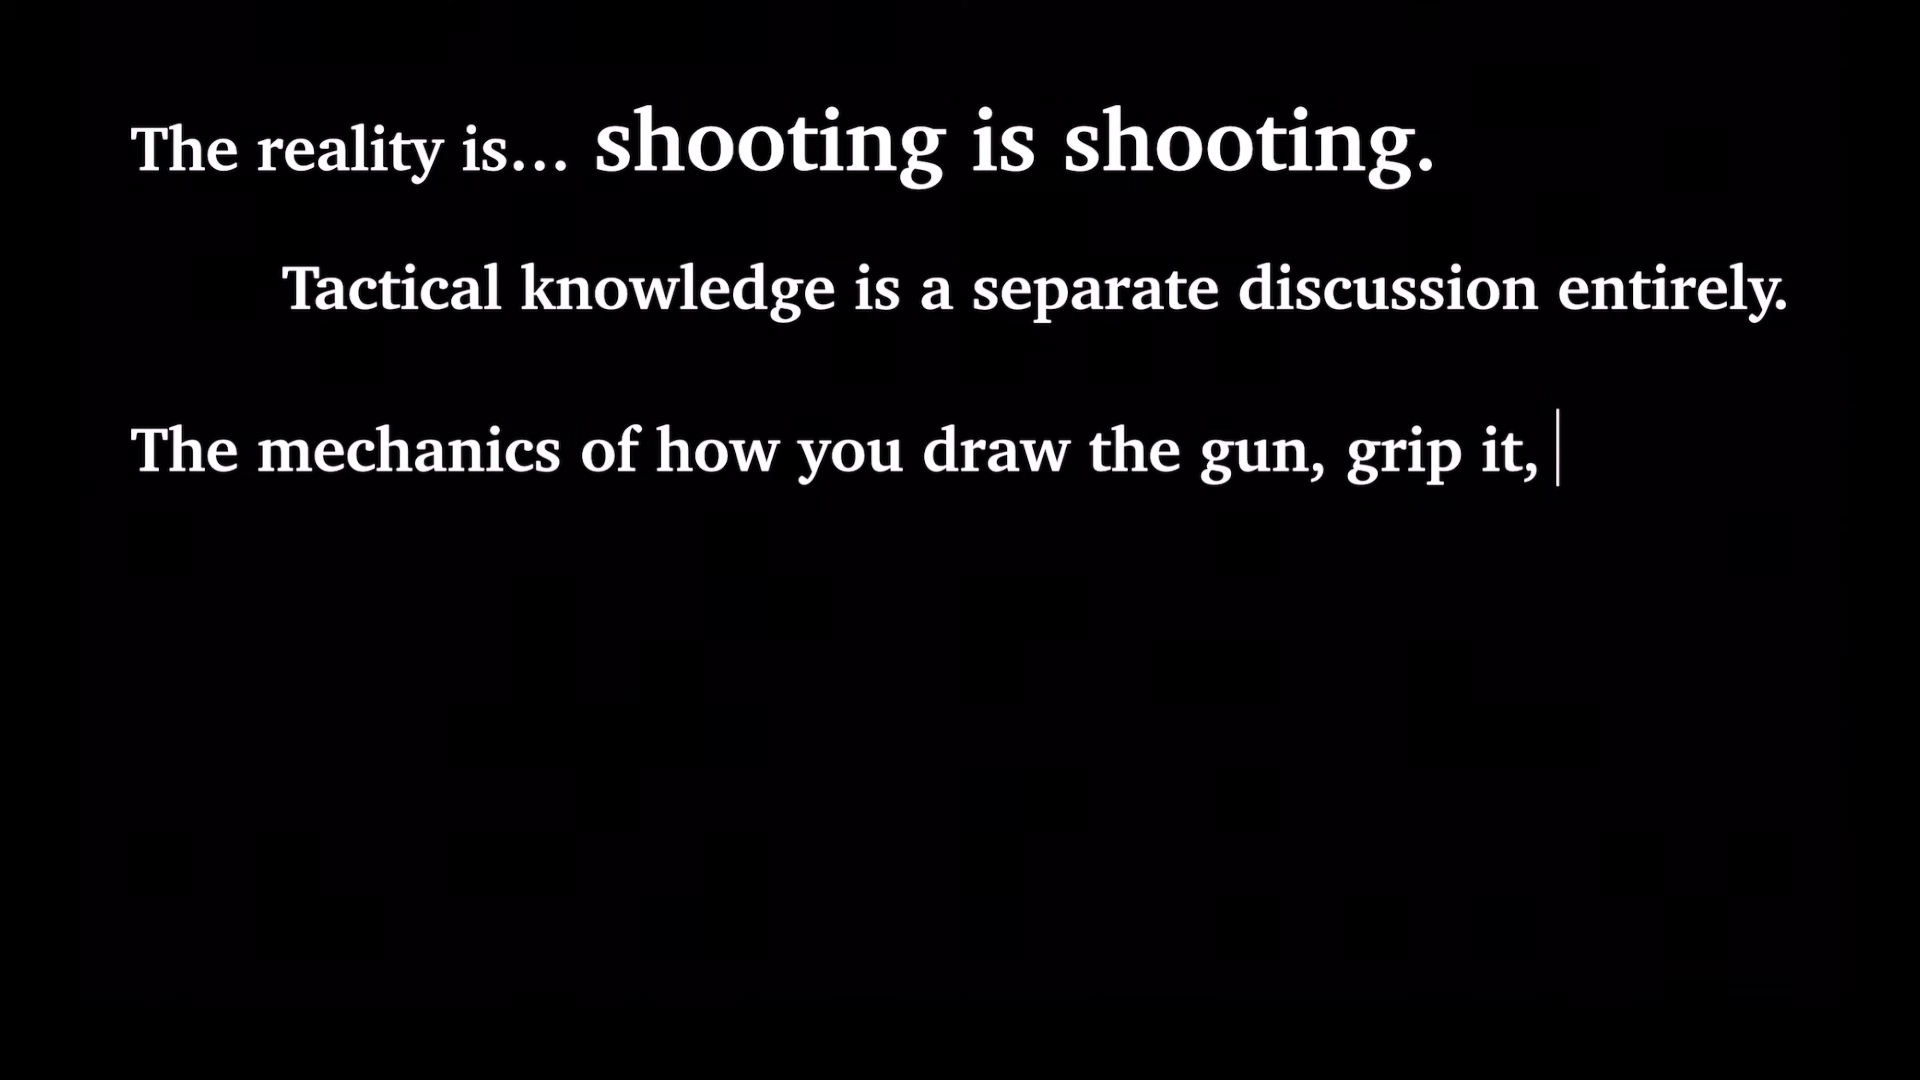 The reality is... shooting is shooting.
Tactical knowledge is a separate discussion entirely.
The mechanics of how you draw the gun, grip it,